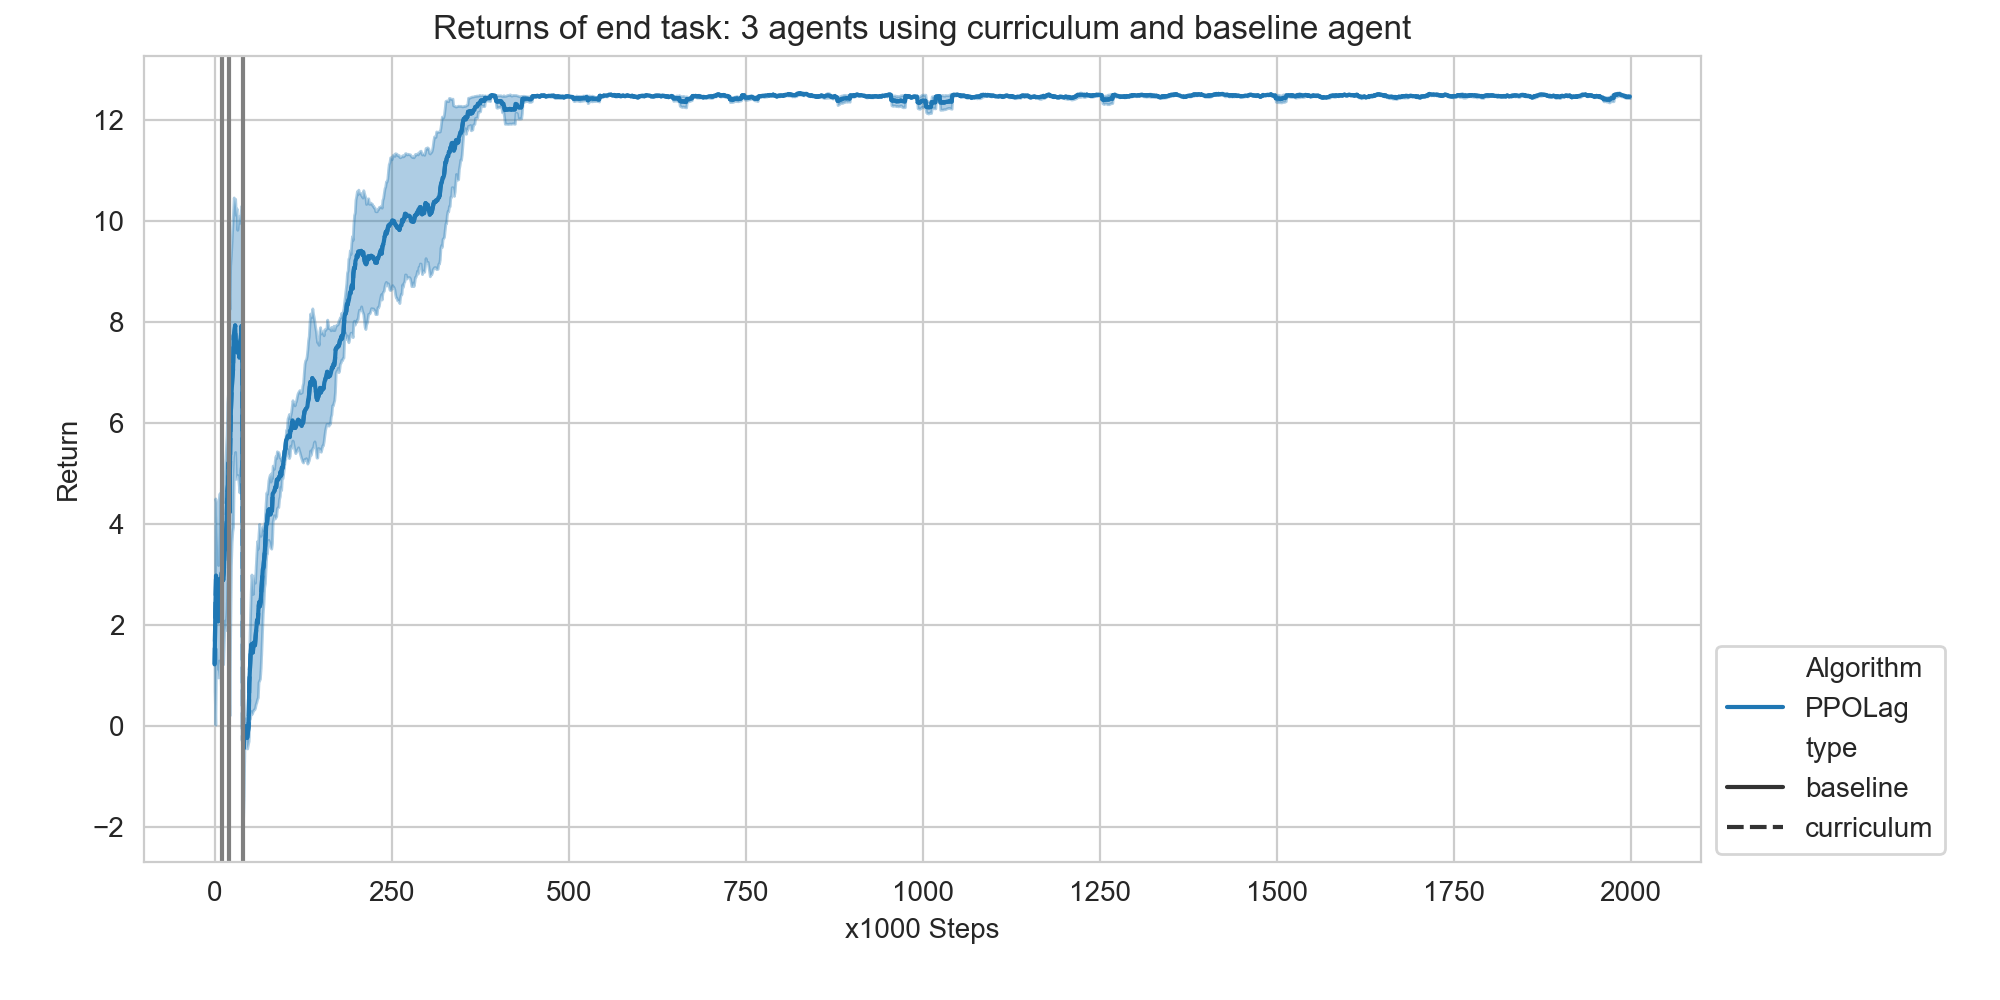 Returns of end task: 3 agents using curriculum and baseline agent
12
10
8
6
4
2
0
−2
Return
0 250 500 750 1000 1250 1500 1750 2000
x1000 Steps
Algorithm
PPOLag
type
baseline
curriculum